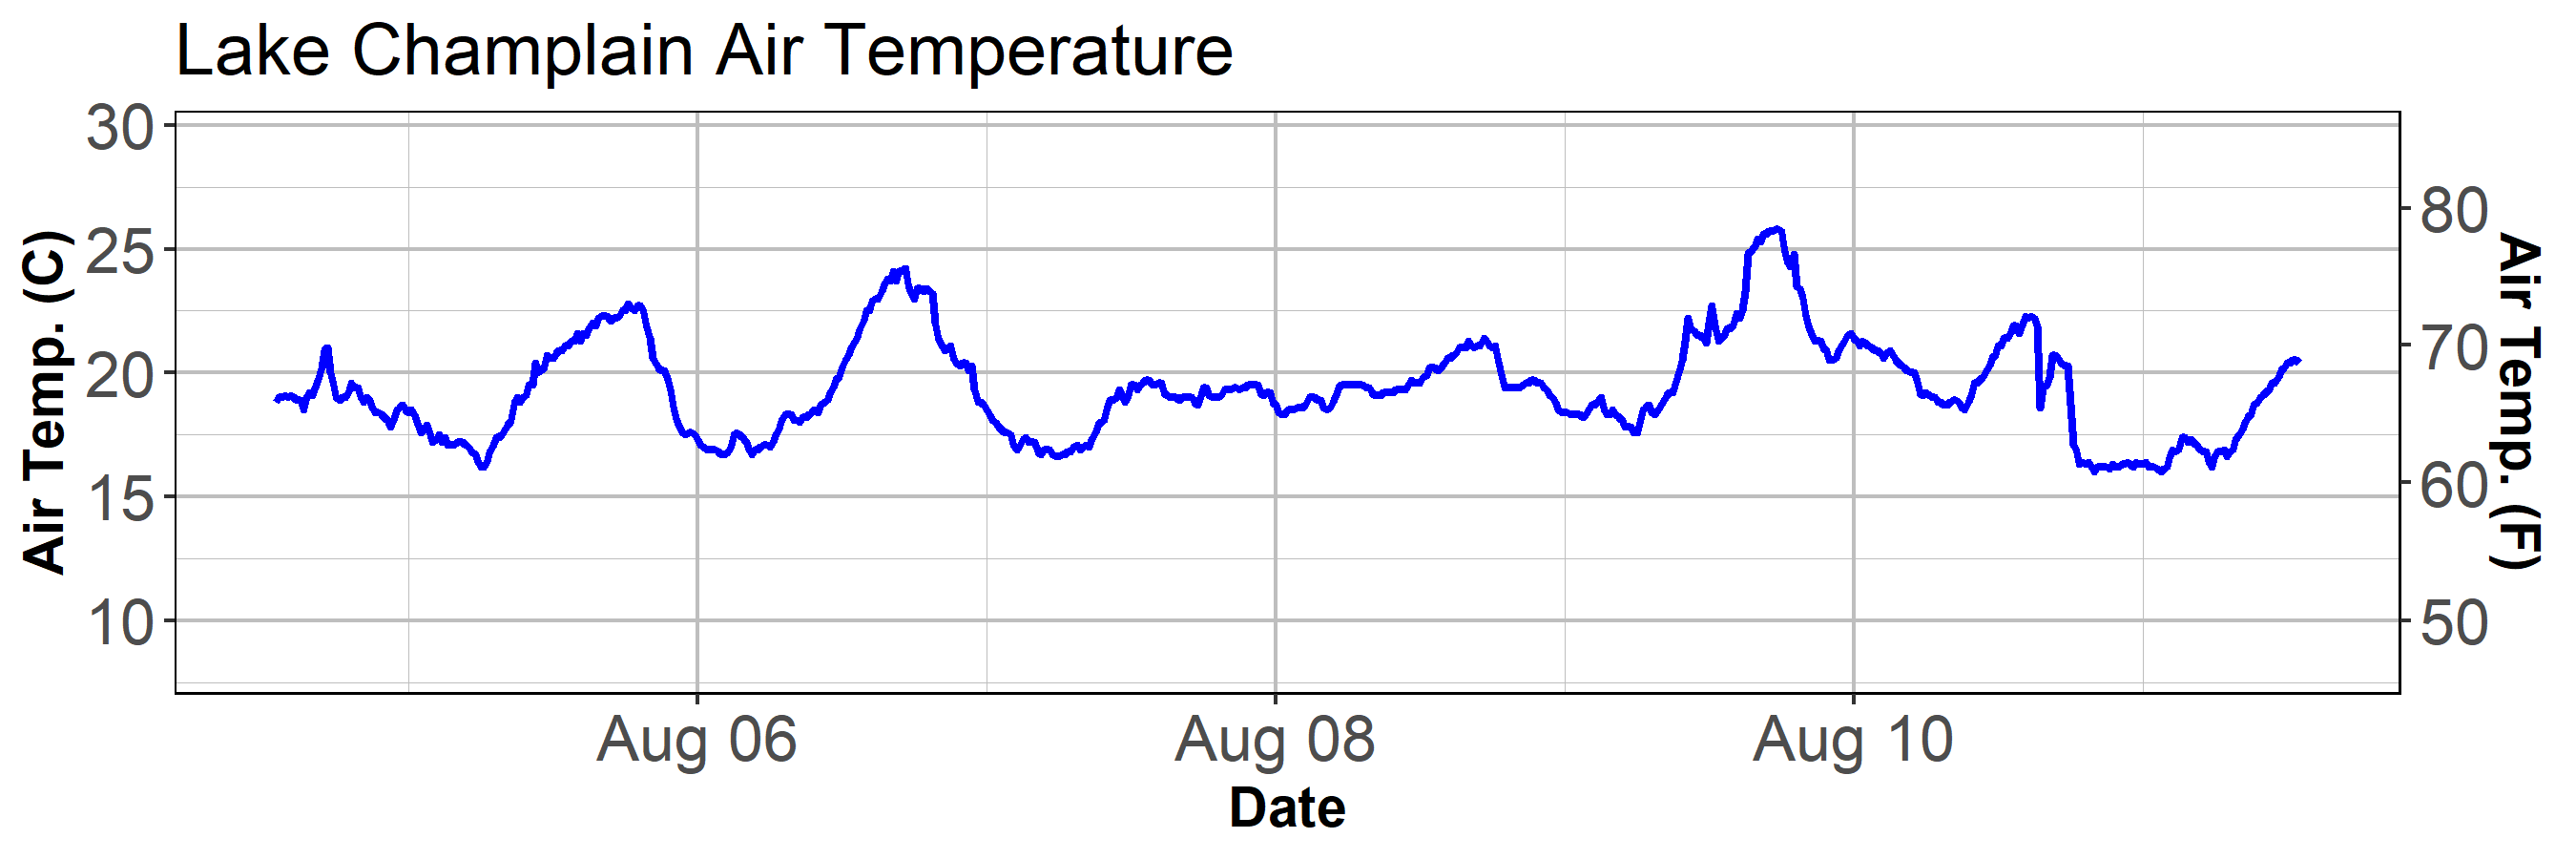 Lake Champlain Air Temperature
30
25
20
15
10
Air Temp. (C)
80
70
60
50
Air Temp. (F)
Aug 06 Aug 08 Aug 10
Date